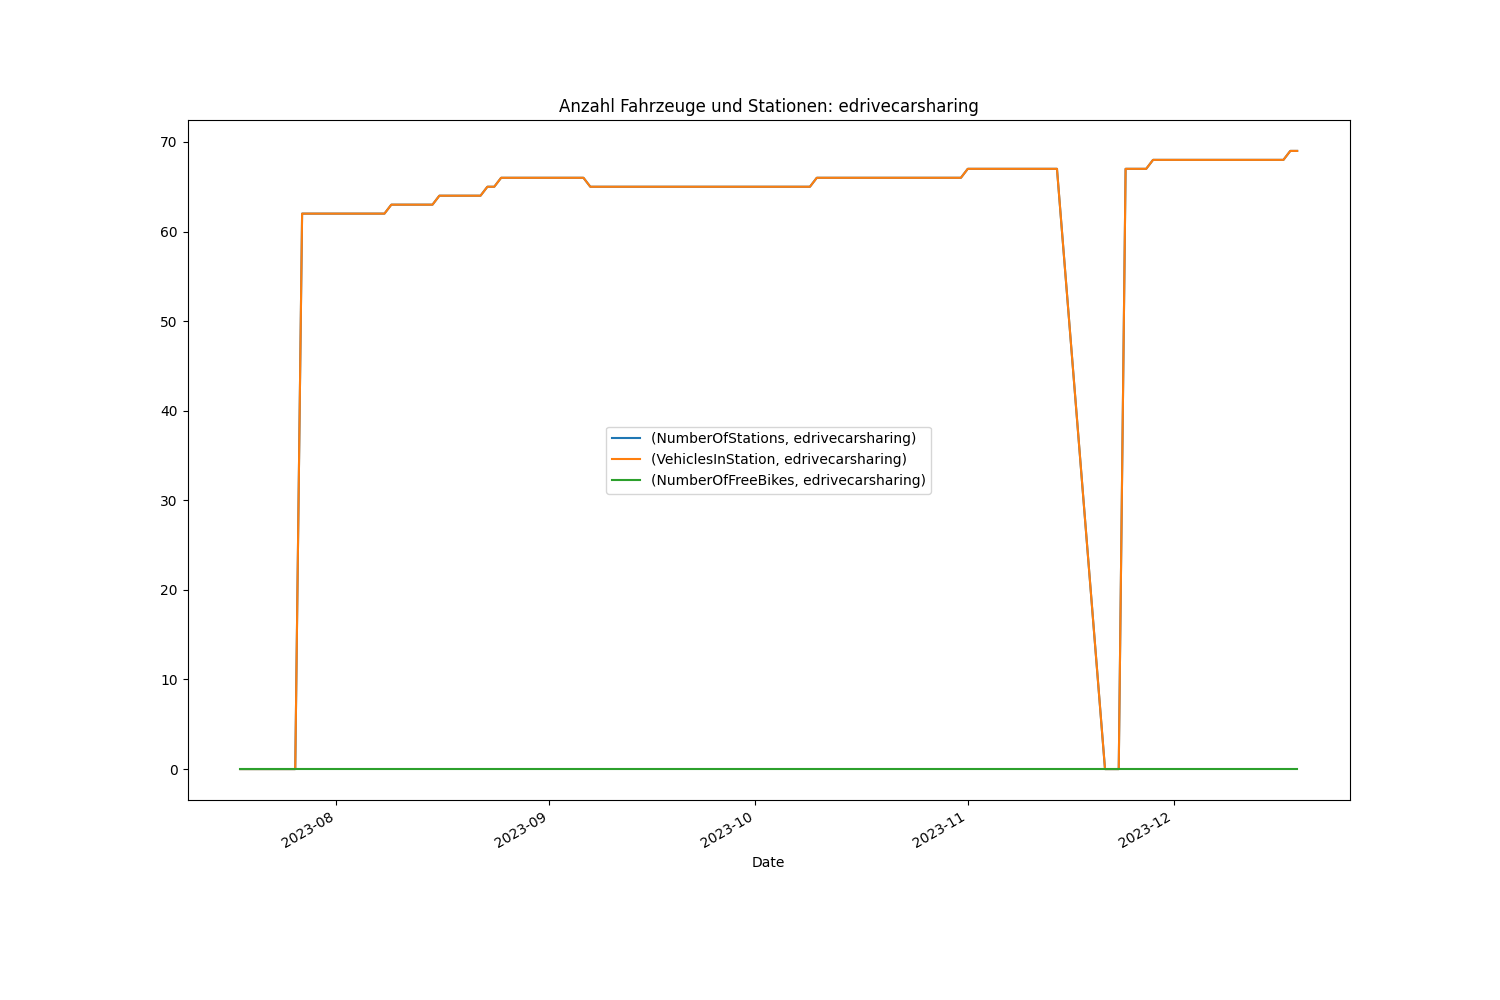 Anzahl Fahrzeuge und Stationen: edrivecarsharing
70
60
50
40
30
20
10
0
(NumberOfStations, edrivecarsharing)
(VehiclesInStation, edrivecarsharing)
(NumberOfFreeBikes, edrivecarsharing)
2023-08
2023-09
2023-10
2023-11
2023-12
Date